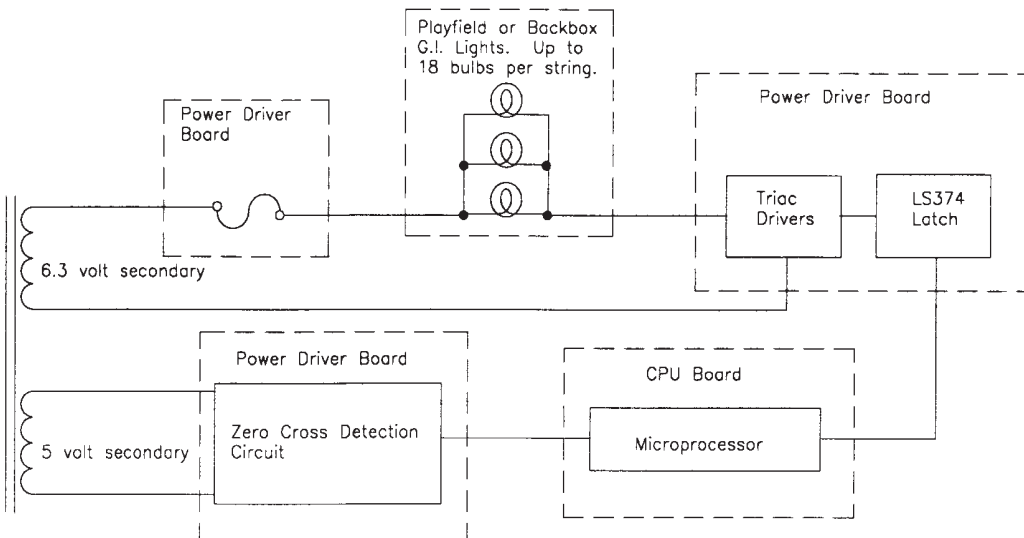 Playfield or Backbox
G.I. Lights. Up to
18 bulbs per string.
Power Driver Board
Power Driver
Board
Triac
Drivers
LS374
Latch
6.3 volt secondary
Power Driver Board
CPU Board
Zero Cross Detection
Circuit
Microprocessor
5 volt secondary